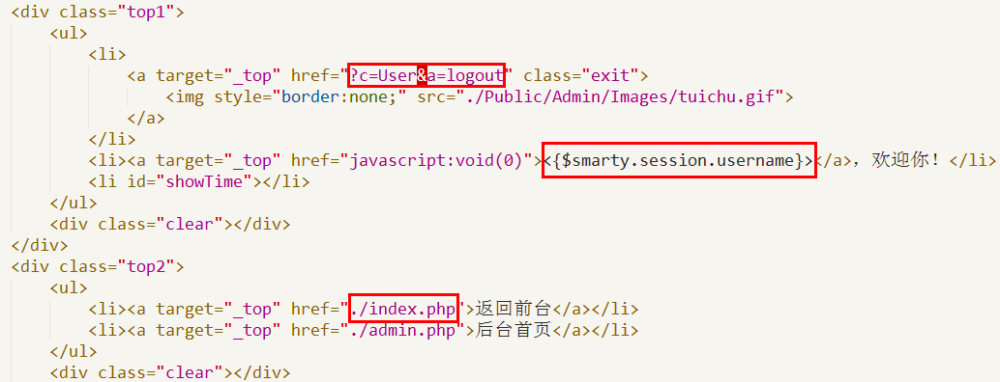 <div class="top1">
<ul>
<li>
<a target="_top" href="?c=User&a=logout" class="exit">
<img style="border:none;" src="./Public/Admin/Images/tuichu.gif">
</a>
</li>
<li><a target="_top" href="javascript:void(0)"><{$smarty.session.username}></a>，欢迎你！</li>
<li id="showTime"></li>
</ul>
<div class="clear"></div>
</div>
<div class="top2">
<ul>
<li><a target="_top" href="./index.php">返回前台</a></li>
<li><a target="_top" href="./admin.php">后台首页</a></li>
</ul>
<div class="clear"></div>